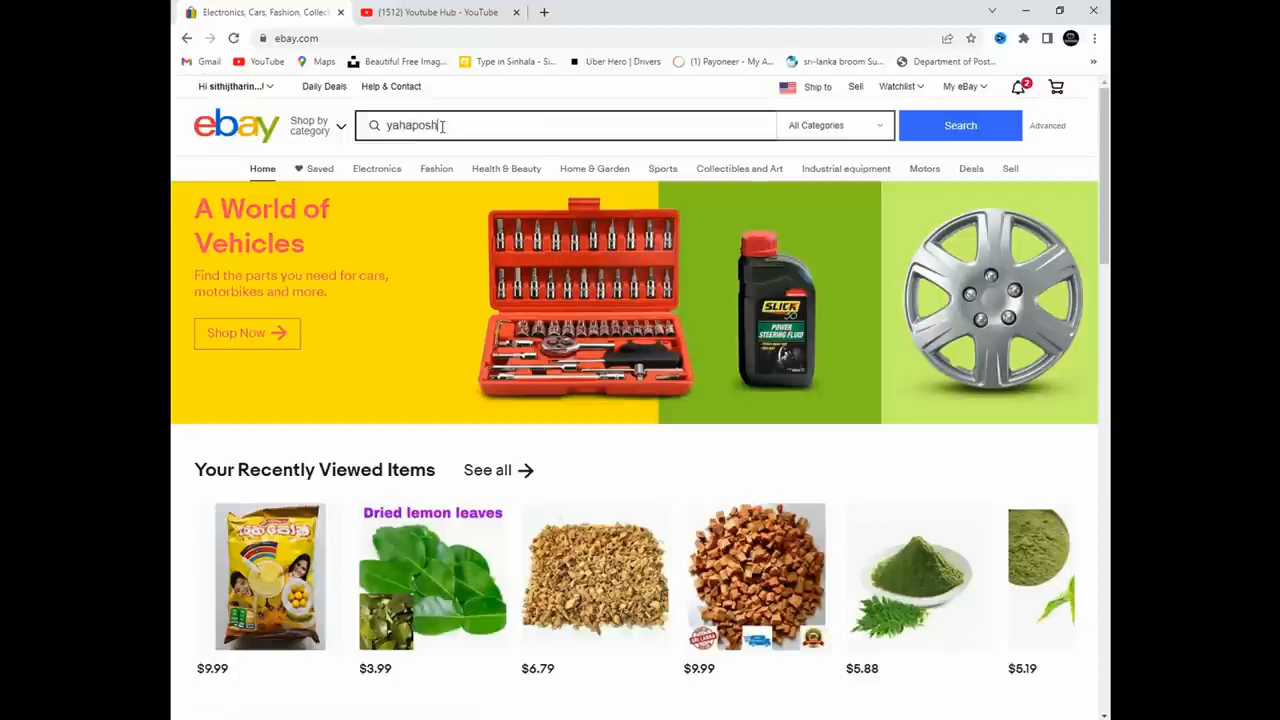 Electronics, Cars, Fashion, Collect
(1512) Youtube Hub - YouTube
ebay.com
Gmail
YouTube
Maps
Beautiful Free Imag...
Type in Sinhala - Si...
Uber Hero | Drivers
(1) Payoneer - My A...
sri-lanka broom Su...
Department of Post...
Hi sithijtharin...!
Daily Deals
Help & Contact
Ship to
Sell
Watchlist
My eBay
2
ebay
Shop by category
yahaposh
All Categories
Search
Advanced
Home
Saved
Electronics
Fashion
Health & Beauty
Home & Garden
Sports
Collectibles and Art
Industrial equipment
Motors
Deals
Sell
A World of
Vehicles
Find the parts you need for cars,
motorbikes and more.
Shop Now
SLICK
50
POWER
STEERING FLUID
Your Recently Viewed Items
See all
යහපෝෂ
Dried lemon leaves
$9.99
$3.99
$6.79
$9.99
$5.88
$5.19